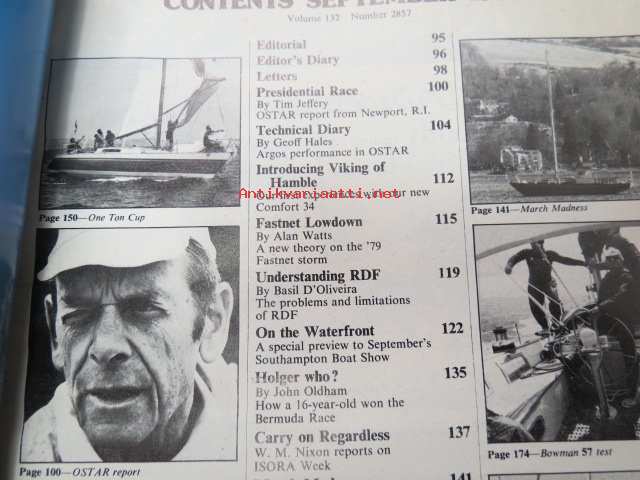 CONTENTS SEPTEMBER
Volume 132 Number 2857
Editorial 95
Editor's Diary 96
Letters 98
Presidential Race 100
By Tim Jeffery
OSTAR report from Newport, R.I.
Technical Diary 104
By Geoff Hales
Argos performance in OSTAR
Introducing Viking of
Hamble 112
our new
Comfort 34
Fastnet Lowdown 115
By Alan Watts
A new theory on the '79
Fastnet storm
Understanding RDF 119
By Basil D'Oliveira
The problems and limitations
of RDF
On the Waterfront 122
A special preview to September's
Southampton Boat Show
Holger who? 135
By John Oldham
How a 16-year-old won the
Bermuda Race
Carry on Regardless 137
W. M. Nixon reports on
ISORA Week
141
Page 150—One Ton Cup
Page 100—OSTAR report
Page 141—March Madness
Page 174—Bowman 57 test
Antikvariaatti.net